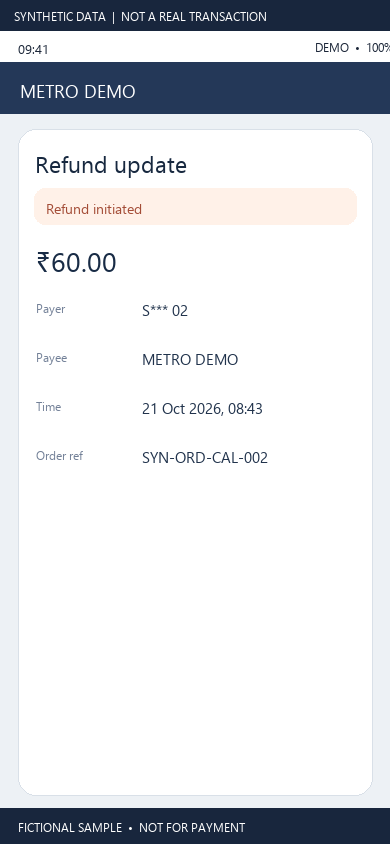 SYNTHETIC DATA | NOT A REAL TRANSACTION
09:41 DEMO • 100%
METRO DEMO
Refund update
Refund initiated
₹60.00
Payer S*** 02
Payee METRO DEMO
Time 21 Oct 2026, 08:43
Order ref SYN-ORD-CAL-002
FICTIONAL SAMPLE • NOT FOR PAYMENT